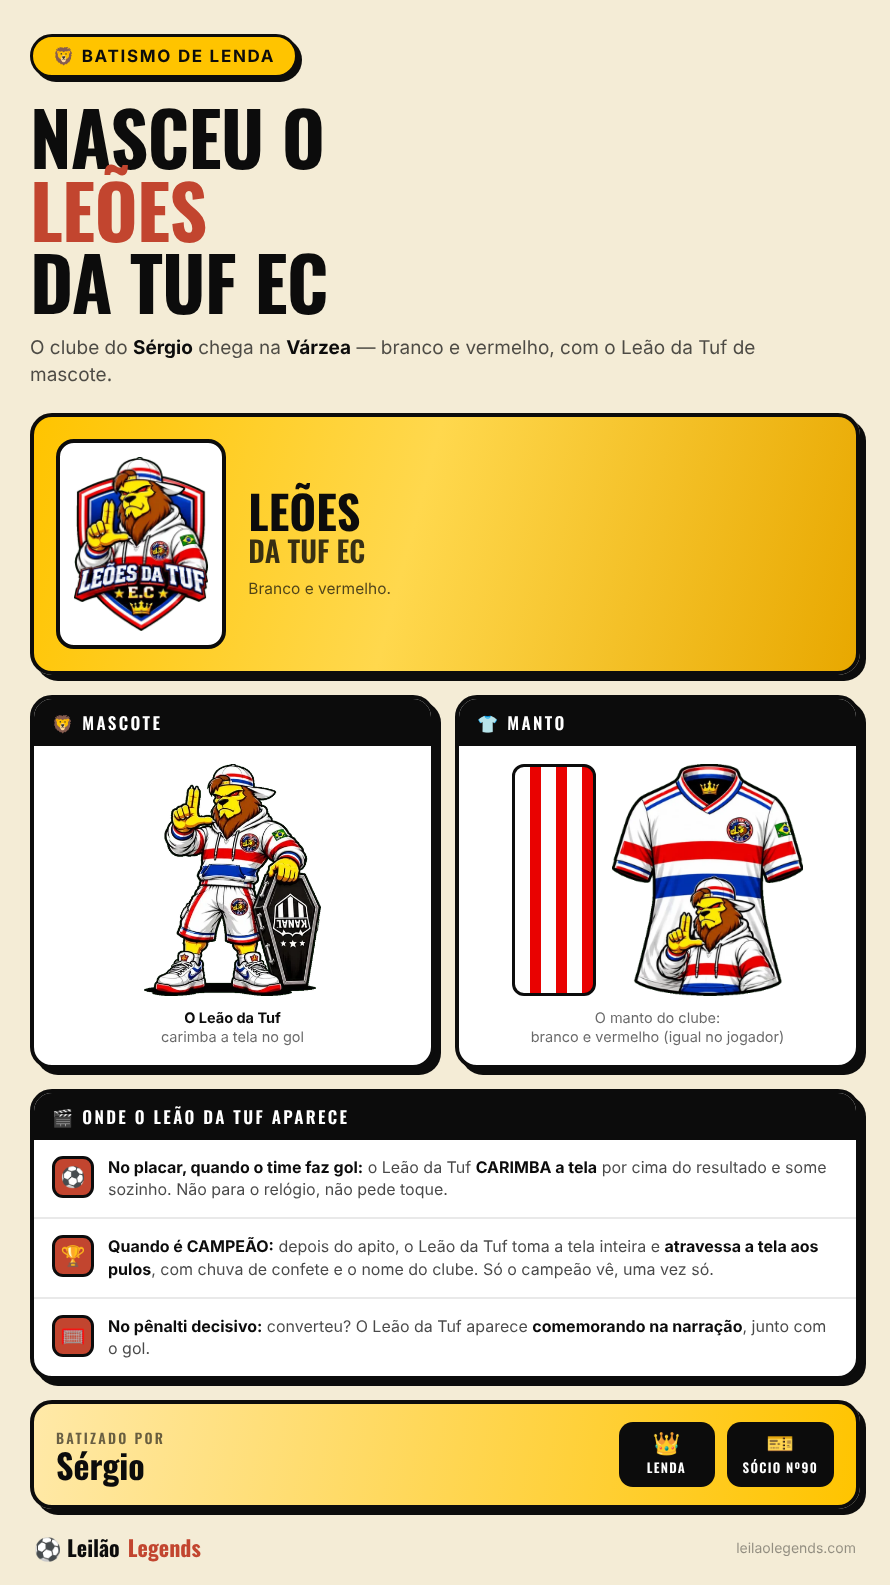 🦁 BATISMO DE LENDA
NASCEU O
LEÕES
DA TUF EC
O clube do Sérgio chega na Várzea — branco e vermelho, com o Leão da Tuf de
mascote.
LEÕES DA TUF
E.C
LEÕES
DA TUF EC
Branco e vermelho.
🦁 MASCOTE
KANAL
O Leão da Tuf
carimba a tela no gol
👕 MANTO
O manto do clube:
branco e vermelho (igual no jogador)
🎬 ONDE O LEÃO DA TUF APARECE
No placar, quando o time faz gol: o Leão da Tuf CARIMBA a tela por cima do resultado e some
sozinho. Não para o relógio, não pede toque.
Quando é CAMPEÃO: depois do apito, o Leão da Tuf toma a tela inteira e atravessa a tela aos
pulos, com chuva de confete e o nome do clube. Só o campeão vê, uma vez só.
No pênalti decisivo: converteu? O Leão da Tuf aparece comemorando na narração, junto com
o gol.
BATIZADO POR
Sérgio
LENDA
SÓCIO Nº90
⚽ Leilão Legends
leilaolegends.com